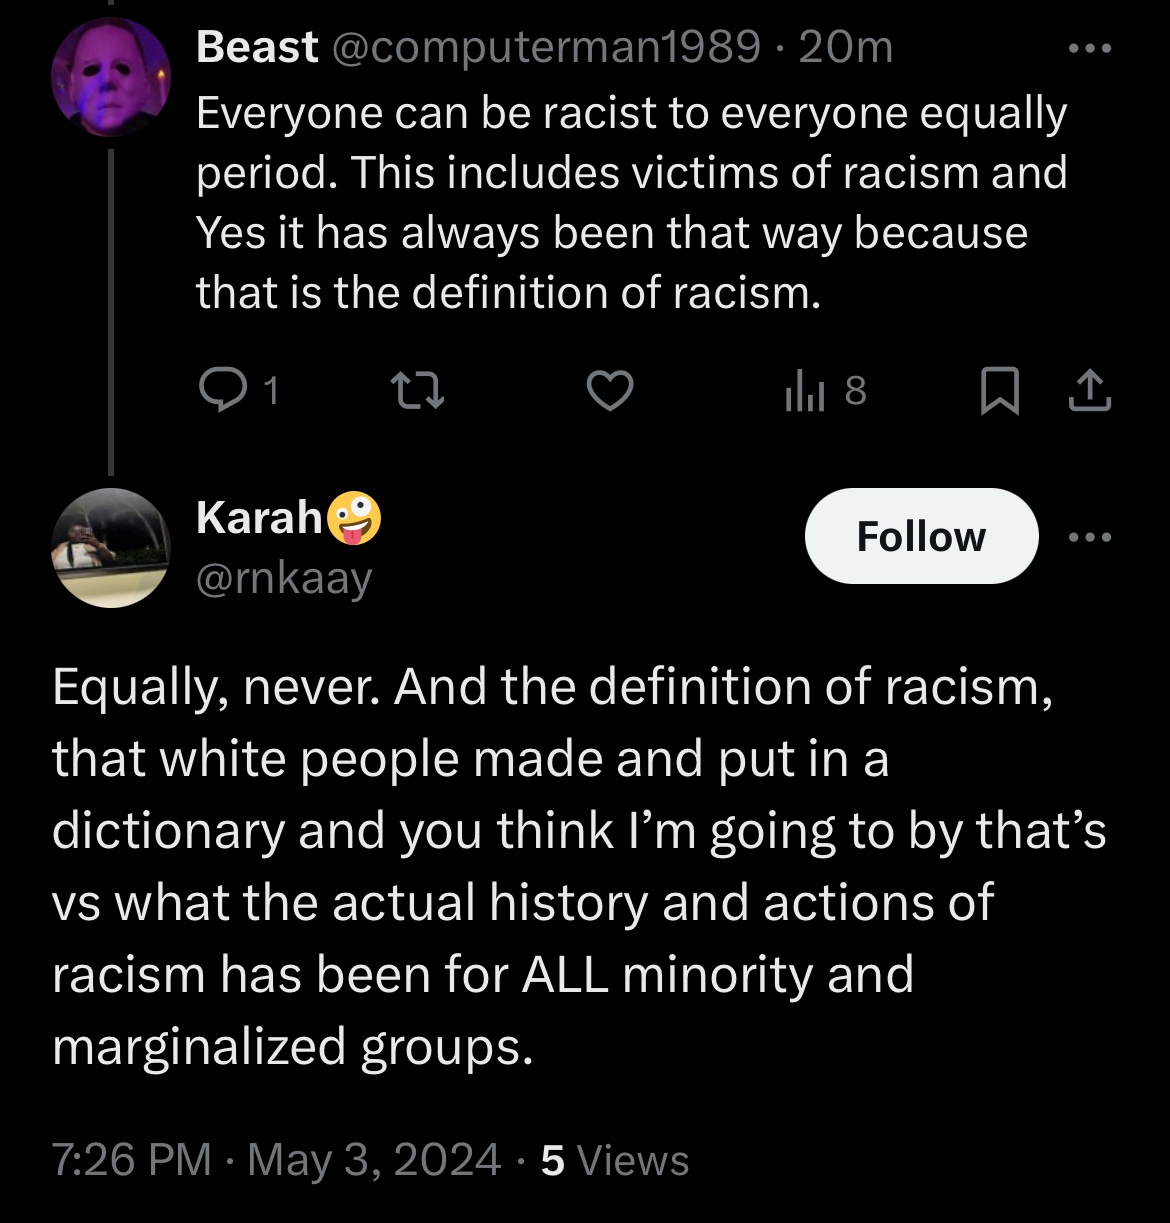 Beast @computerman1989 · 20m
Everyone can be racist to everyone equally
period. This includes victims of racism and
Yes it has always been that way because
that is the definition of racism.
1 8
Karah🤪
Follow
@rnkaay
Equally, never. And the definition of racism,
that white people made and put in a
dictionary and you think I’m going to by that’s
vs what the actual history and actions of
racism has been for ALL minority and
marginalized groups.
7:26 PM · May 3, 2024 · 5 Views